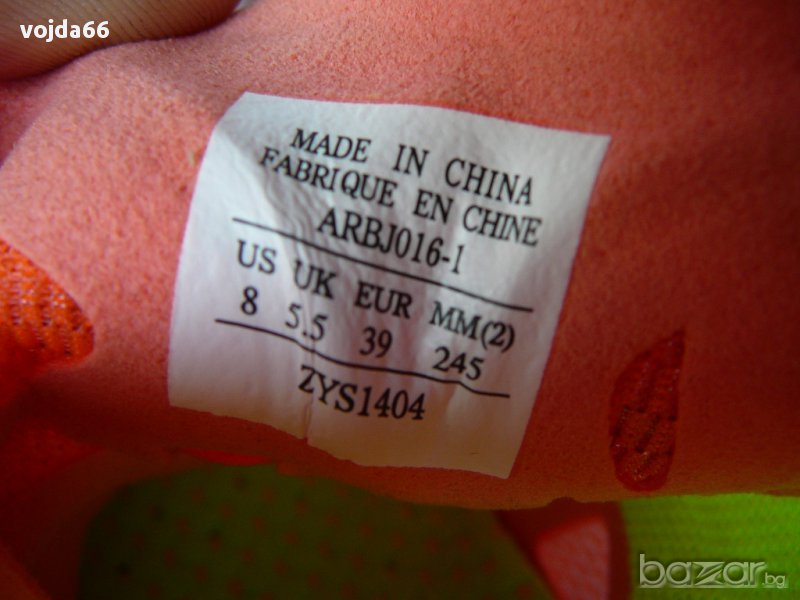 vojda66
MADE IN CHINA
FABRIQUE EN CHINE
ARBJ016-1
US UK EUR MM(2)
8 5.5 39 245
ZYS1404
bazar.bg